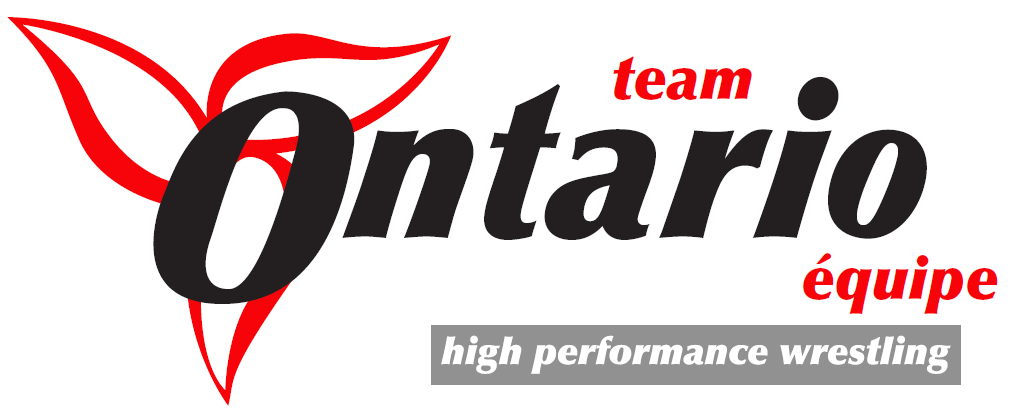 team
Ontario
équipe
high performance wrestling